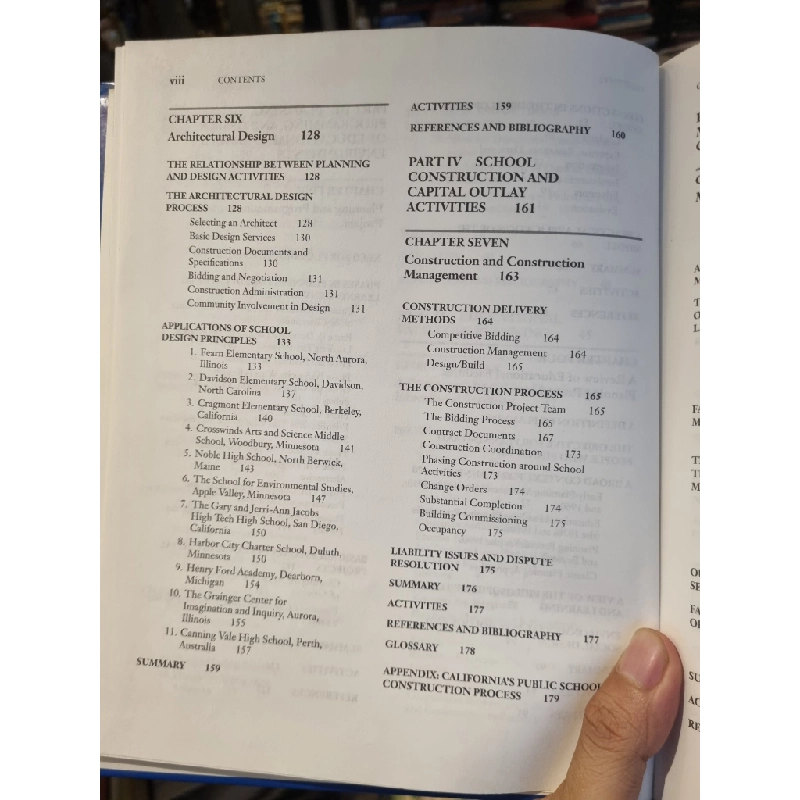 viii CONTENTS
CHAPTER SIX
Architectural Design 128
THE RELATIONSHIP BETWEEN PLANNING
AND DESIGN ACTIVITIES 128
THE ARCHITECTURAL DESIGN
PROCESS 128
Selecting an Architect 128
Basic Design Services 130
Construction Documents and
Specifications 130
Bidding and Negotiation 131
Construction Administration 131
Community Involvement in Design 131
APPLICATIONS OF SCHOOL
DESIGN PRINCIPLES 133
1. Fearn Elementary School, North Aurora,
Illinois 133
2. Davidson Elementary School, Davidson,
North Carolina 137
3. Cragmont Elementary School, Berkeley,
California 140
4. Crosswinds Arts and Science Middle
School, Woodbury, Minnesota 141
5. Noble High School, North Berwick,
Maine 143
6. The School for Environmental Studies,
Apple Valley, Minnesota 147
7. The Gary and Jerri-Ann Jacobs
High Tech High School, San Diego,
California 150
8. Harbor City Charter School, Duluth,
Minnesota 150
9. Henry Ford Academy, Dearborn,
Michigan 154
10. The Grainger Center for
Imagination and Inquiry, Aurora,
Illinois 155
11. Canning Vale High School, Perth,
Australia 157
SUMMARY 159
ACTIVITIES 159
REFERENCES AND BIBLIOGRAPHY 160
PART IV SCHOOL
CONSTRUCTION AND
CAPITAL OUTLAY
ACTIVITIES 161
CHAPTER SEVEN
Construction and Construction
Management 163
CONSTRUCTION DELIVERY
METHODS 164
Competitive Bidding 164
Construction Management 164
Design/Build 165
THE CONSTRUCTION PROCESS 165
The Construction Project Team 165
The Bidding Process 165
Contract Documents 167
Construction Coordination 173
Phasing Construction around School
Activities 173
Change Orders 174
Substantial Completion 174
Building Commissioning 175
Occupancy 175
LIABILITY ISSUES AND DISPUTE
RESOLUTION 175
SUMMARY 176
ACTIVITIES 177
REFERENCES AND BIBLIOGRAPHY 177
GLOSSARY 178
APPENDIX: CALIFORNIA'S PUBLIC SCHOOL
CONSTRUCTION PROCESS 179